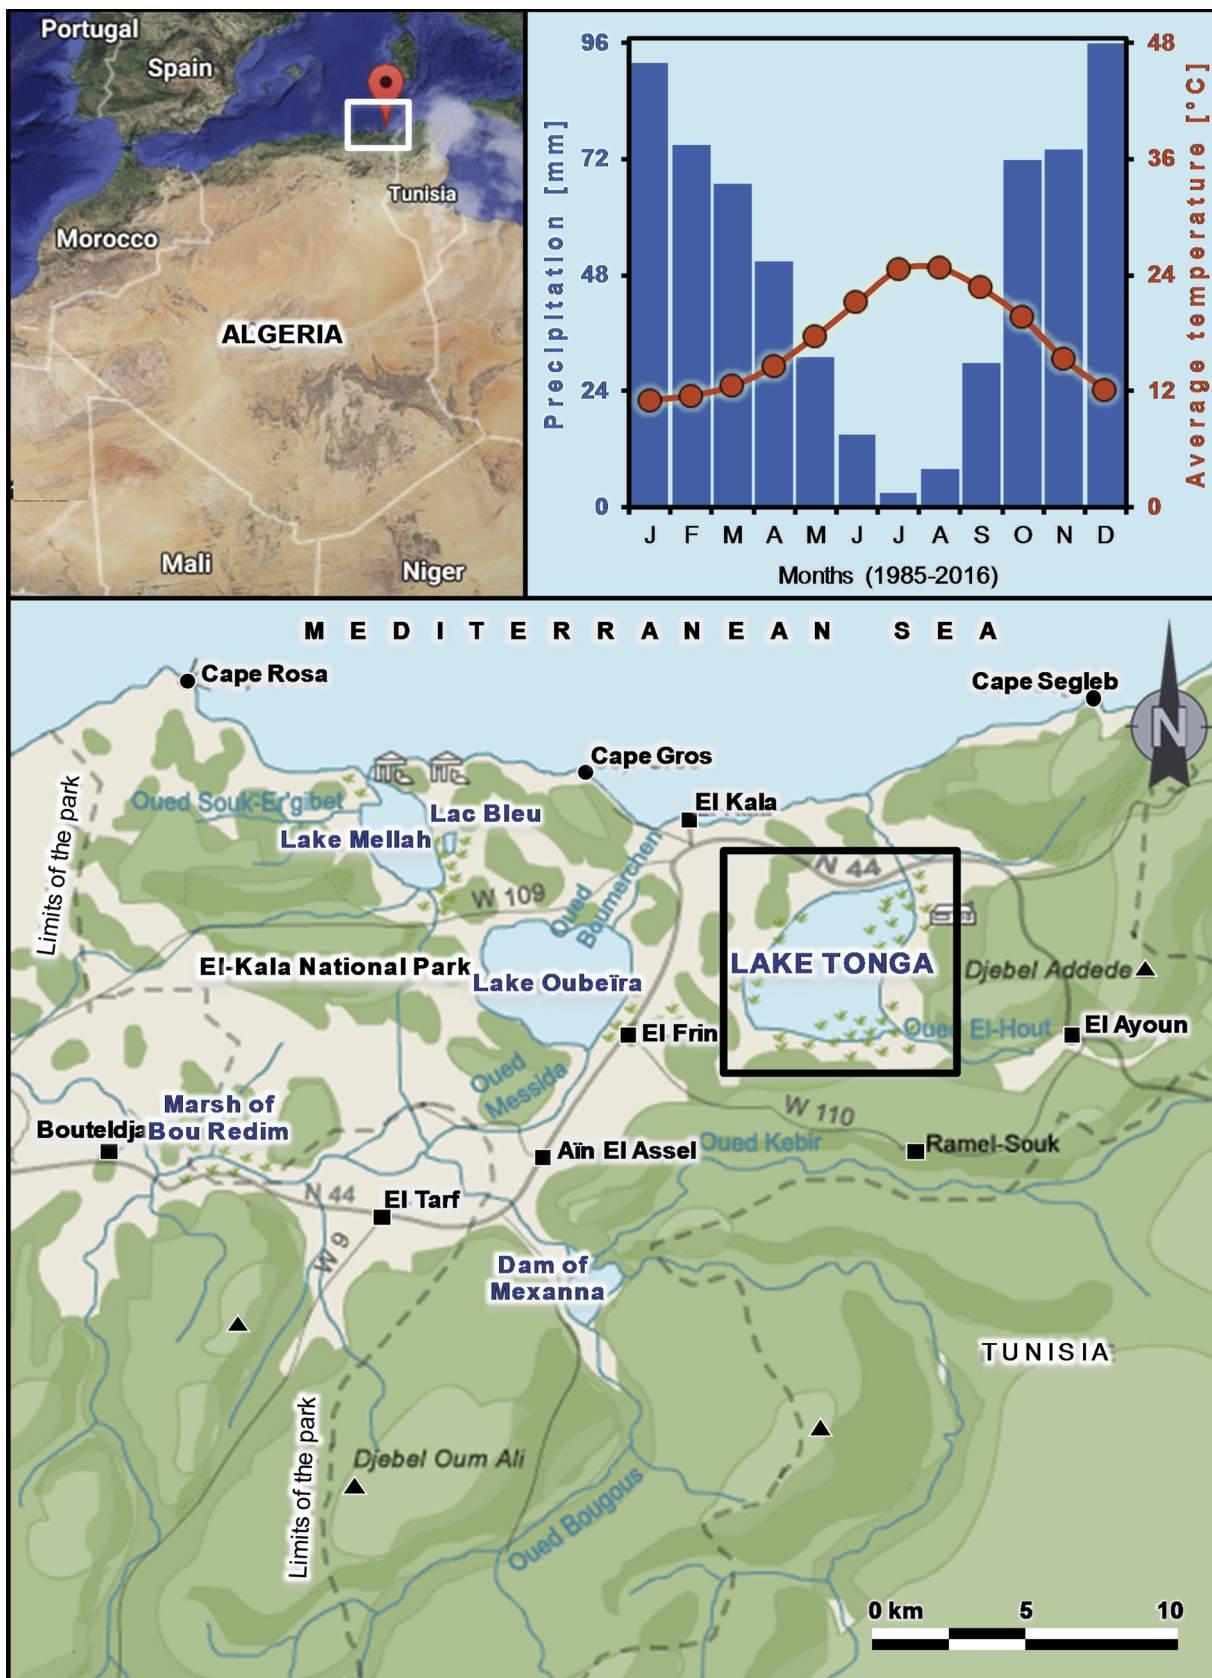 Portugal
Spain
Tunisia
Morocco
ALGERIA
Mali
Niger
96
72
48
24
0
Precipitation [mm]
48
36
24
12
0
Average temperature [°C]
J F M A M J J A S O N D
Months (1985-2016)
MEDITERRANEAN SEA
Cape Rosa
Cape Segleb
N
Cape Gros
Oued Souk-Er'gibet
El Kala
Lac Bleu
Lake Mellah
Limits of the park
N 44
W 109
Oued
Boumerchen
El-Kala National Park
LAKE TONGA
Lake Oubeïra
Djebel Addede
El Frin
Oued El-Hout
El Ayoun
Oued
Messida
Marsh of
Bou Redim
Bouteldja
W 110
Oued Kebir
Ramel-Souk
Aïn El Assel
N 44
El Tarf
W 9
Dam of
Mexanna
TUNISIA
Limits of the park
Djebel Oum Ali
Oued Bougous
0 km 5 10